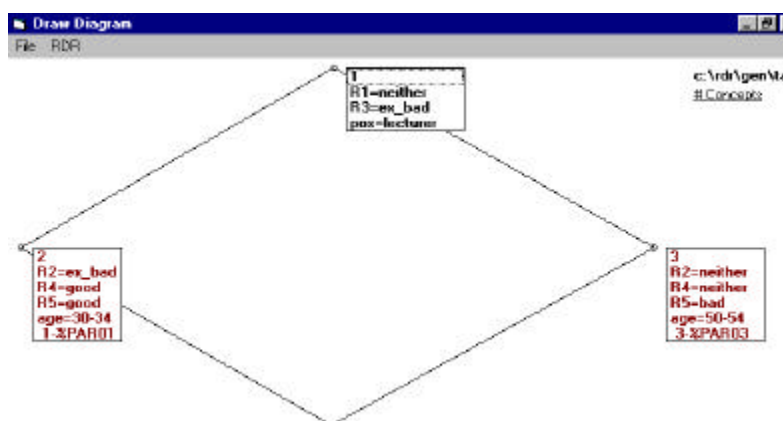 Draw Diagram
File RDR
1
R1=neither
R3=ex_bad
pox=lecturer
c:\rdr\gen\t
# Concepts
2
R2=ex_bad
R4=good
R5=good
age=30-34
1-%PAR01
3
R2=neither
R4=neither
R5=bad
age=50-54
3-%PAR03